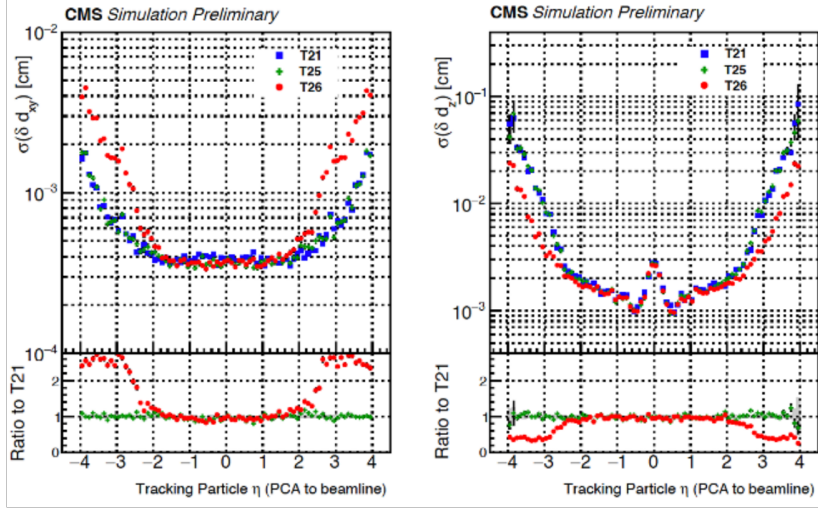 CMS Simulation Preliminary
σ(δ d_xy) [cm]
10⁻²
10⁻³
10⁻⁴
T21
T25
T26
Ratio to T21
2
1
0
−4 −3 −2 −1 0 1 2 3 4
Tracking Particle η (PCA to beamline)
CMS Simulation Preliminary
σ(δ d_z) [cm]
10⁻¹
10⁻²
10⁻³
T21
T25
T26
Ratio to T21
2
1
0
−4 −3 −2 −1 0 1 2 3 4
Tracking Particle η (PCA to beamline)